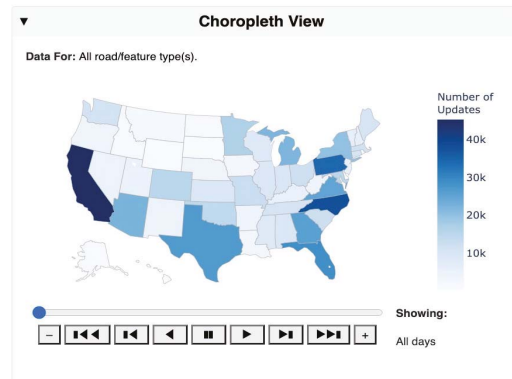 ▼ Choropleth View
Data For: All road/feature type(s).
Number of
Updates
40k
30k
20k
10k
Showing:
− +
All days